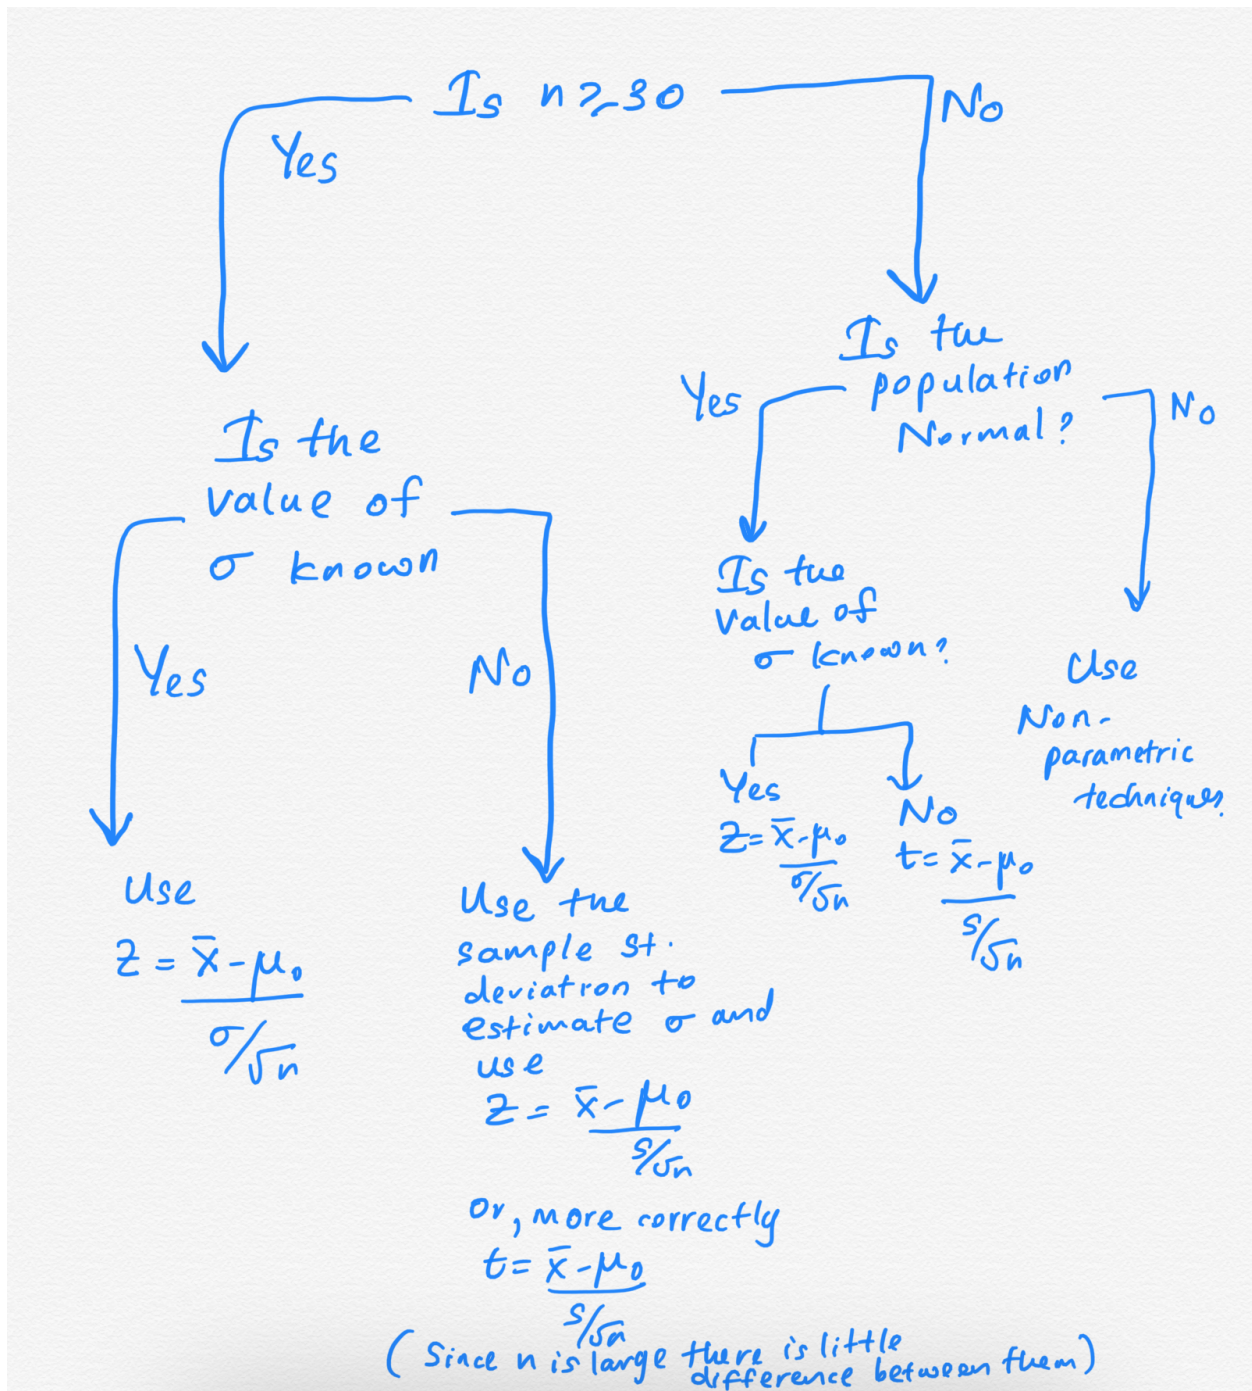 Is n ≥ 30
Yes
No
Is the
value of
σ known
Yes
No
Use
z = x̄ - μ₀
σ/√n
Use the
sample st.
deviation to
estimate σ and
use
z = x̄ - μ₀
s/√n
Or, more correctly
t = x̄ - μ₀
s/√n
(Since n is large there is little
difference between them)
Is the
population
Normal?
Yes
No
Is the
value of
σ known?
Yes
z = x̄ - μ₀
σ/√n
No
t = x̄ - μ₀
s/√n
Use
Non-
parametric
techniques.